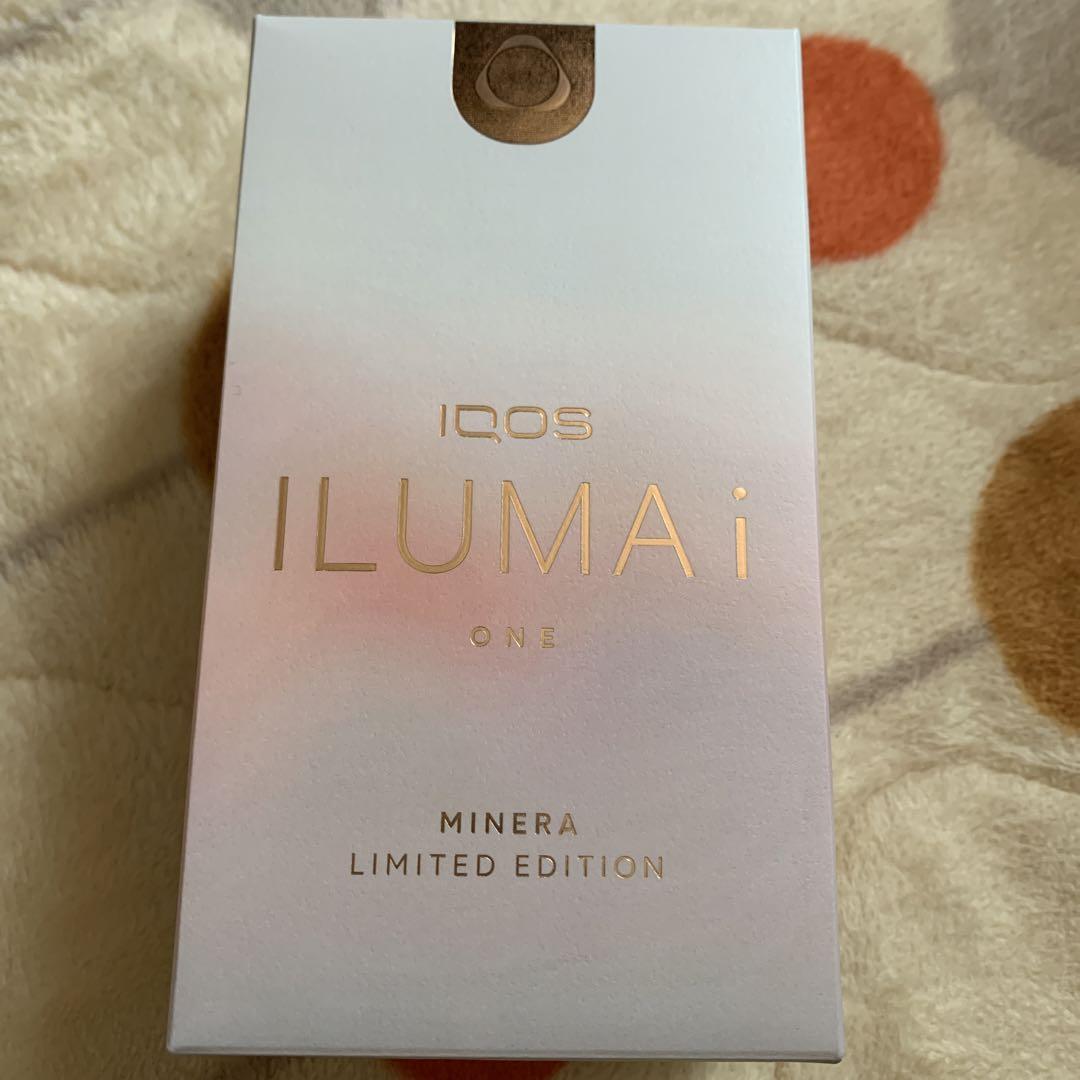 IQOS
ILUMA i
ONE
MINERA
LIMITED EDITION